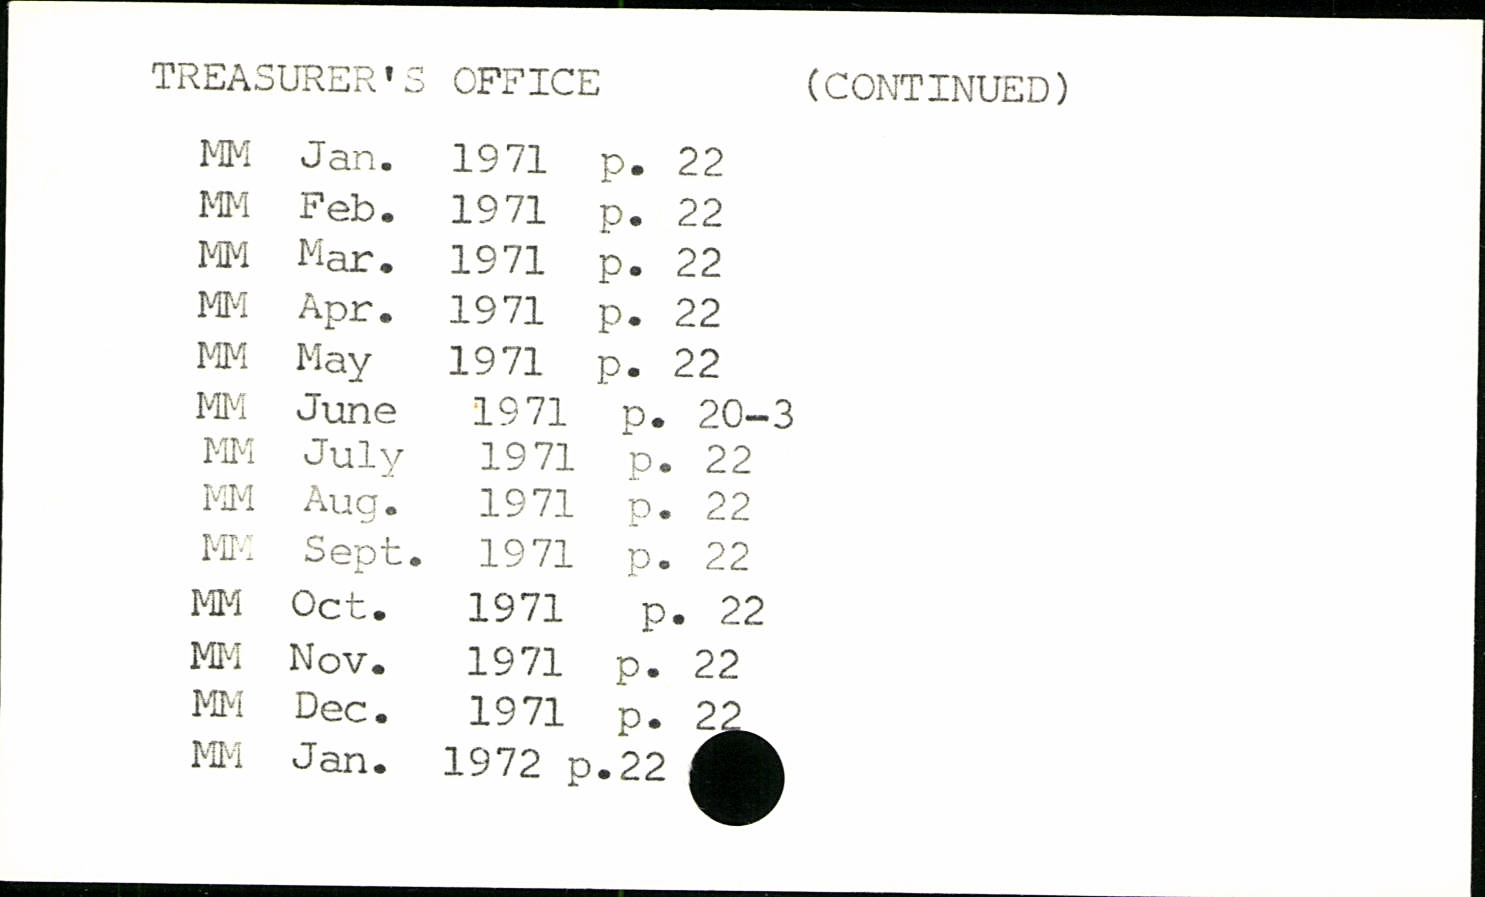 TREASURER'S OFFICE (CONTINUED)
MM Jan. 1971 p. 22
MM Feb. 1971 p. 22
MM Mar. 1971 p. 22
MM Apr. 1971 p. 22
MM May 1971 p. 22
MM June 1971 p. 20-3
MM July 1971 p. 22
MM Aug. 1971 p. 22
MM Sept. 1971 p. 22
MM Oct. 1971 p. 22
MM Nov. 1971 p. 22
MM Dec. 1971 p. 22
MM Jan. 1972 p.22